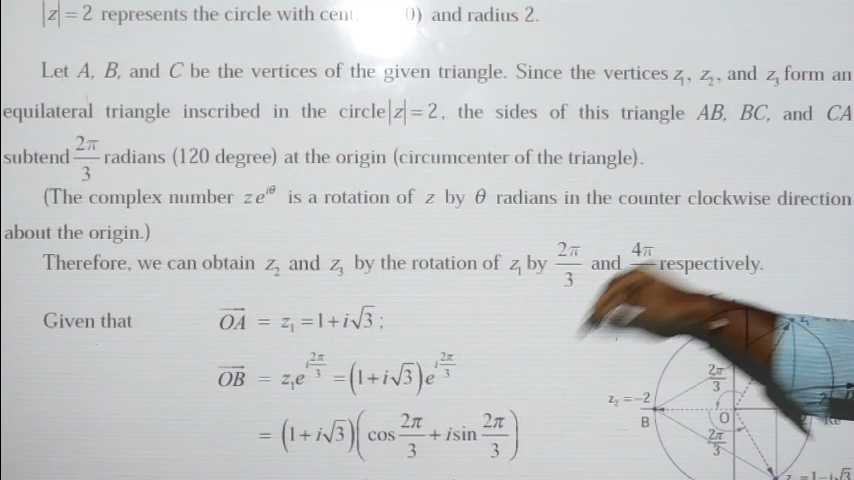 |z| = 2 represents the circle with cent 0) and radius 2.
Let A, B, and C be the vertices of the given triangle. Since the vertices z₁, z₂, and z₃ form an
equilateral triangle inscribed in the circle |z| = 2, the sides of this triangle AB, BC, and CA
subtend 2π/3 radians (120 degree) at the origin (circumcenter of the triangle).
(The complex number z e^{iθ} is a rotation of z by θ radians in the counter clockwise direction
about the origin.)
Therefore, we can obtain z₂ and z₃ by the rotation of z₁ by 2π/3 and 4π respectively.
Given that \overrightarrow{OA} = z₁ = 1 + i√3 ;
\overrightarrow{OB} = z₁e^{i2π/3} = (1 + i√3) e^{i2π/3}
= (1 + i√3) (cos 2π/3 + i sin 2π/3)
2π/3
z₂ = −2
B
O
2π/3
Re
= 1 − i√3